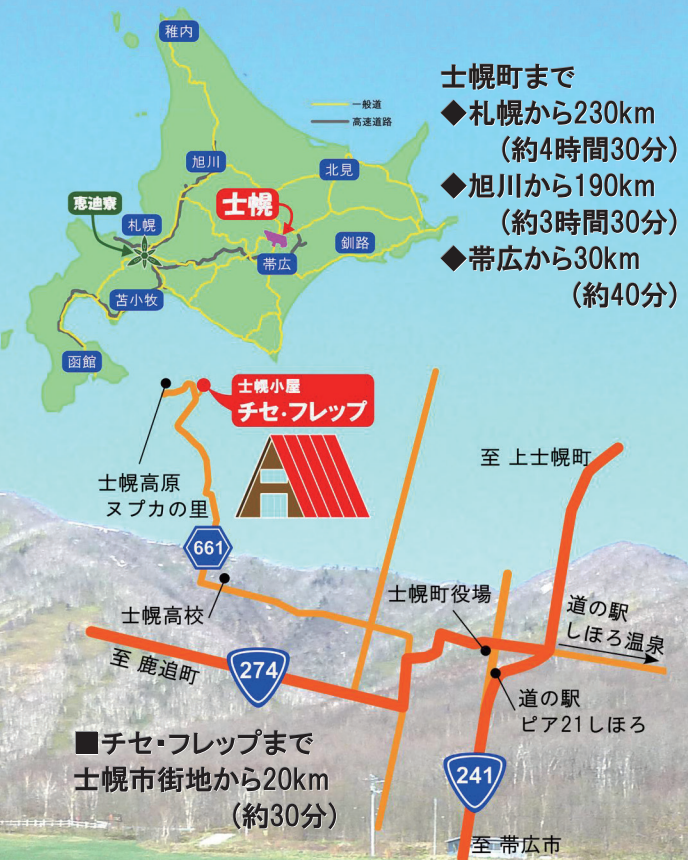 稚内
一般道
高速道路
旭川
北見
恵迪寮
札幌
士幌
釧路
帯広
苫小牧
函館
士幌町まで
◆札幌から230km
(約4時間30分)
◆旭川から190km
(約3時間30分)
◆帯広から30km
(約40分)
士幌小屋
チセ・フレップ
至 上士幌町
士幌高原
ヌプカの里
661
士幌高校
士幌町役場
道の駅
しほろ温泉
至 鹿追町
274
道の駅
ピア21しほろ
■チセ・フレップまで
士幌市街地から20km
(約30分)
241
至 帯広市